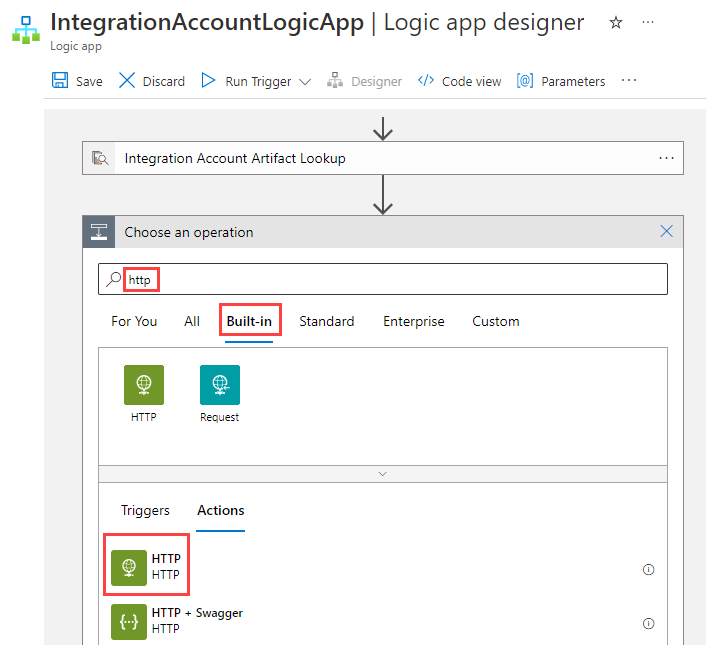 IntegrationAccountLogicApp | Logic app designer
Logic app
Save Discard Run Trigger Designer Code view Parameters
Integration Account Artifact Lookup
Choose an operation
http
For You All Built-in Standard Enterprise Custom
HTTP Request
Triggers Actions
HTTP
HTTP
HTTP + Swagger
HTTP